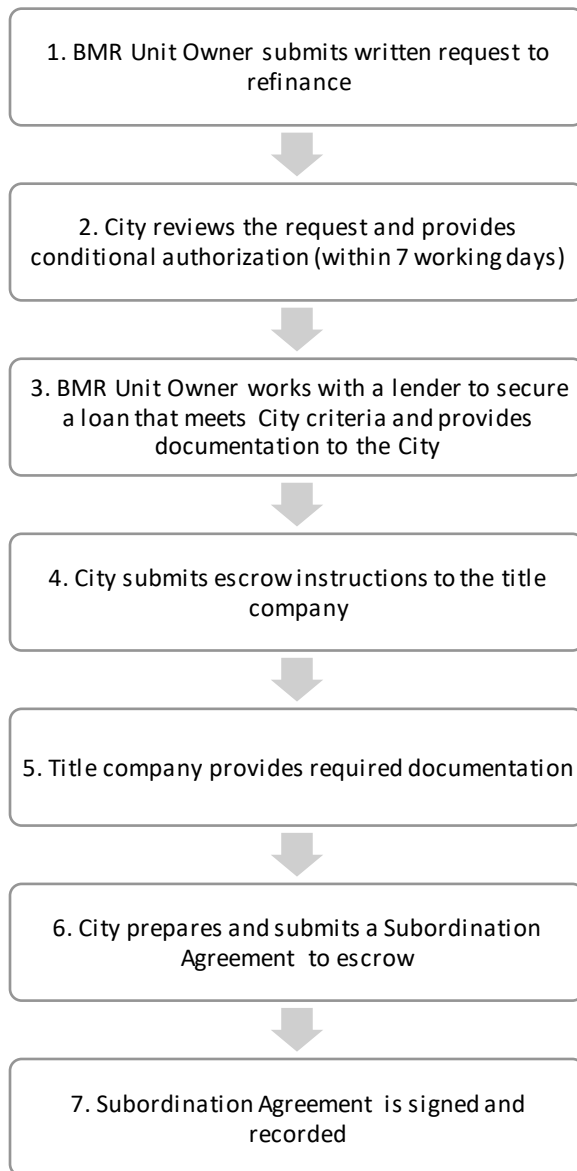 1. BMR Unit Owner submits written request to
refinance
2. City reviews the request and provides
conditional authorization (within 7 working days)
3. BMR Unit Owner works with a lender to secure
a loan that meets City criteria and provides
documentation to the City
4. City submits escrow instructions to the title
company
5. Title company provides required documentation
6. City prepares and submits a Subordination
Agreement to escrow
7. Subordination Agreement is signed and
recorded